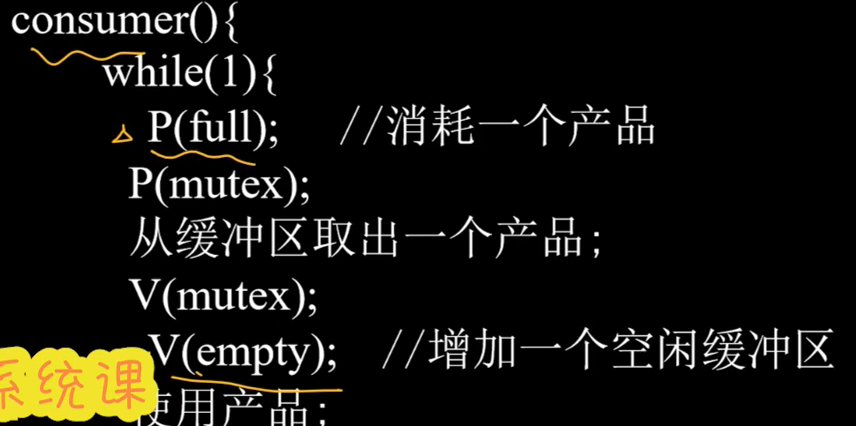 consumer(){
while(1){
P(full); //消耗一个产品
P(mutex);
从缓冲区取出一个产品;
V(mutex);
V(empty); //增加一个空闲缓冲区
系统课
使用产品;